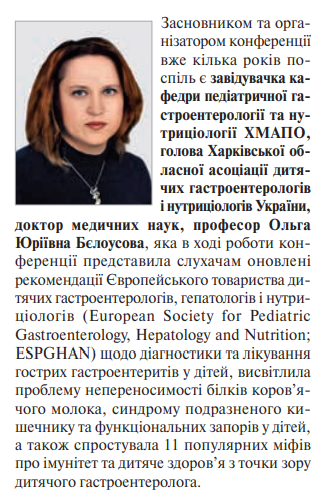 Засновником та орга-
нізатором конференції
вже кілька років по-
спіль є завідувачка ка-
федри педіатричної га-
строентерології та ну-
триціології ХМАПО,
голова Харківської об-
ласної асоціації дитя-
чих гастроентерологів
і нутриціологів України,
доктор медичних наук, професор Ольга
Юріївна Бєлоусова, яка в ході роботи кон-
ференції представила слухачам оновлені
рекомендації Європейського товариства ди-
тячих гастроентерологів, гепатологів і нутри-
ціологів (European Society for Pediatric
Gastroenterology, Hepatology and Nutrition;
ESPGHAN) щодо діагностики та лікування
гострих гастроентеритів у дітей, висвітлила
проблему непереносимості білків коров’я-
чого молока, синдрому подразненого ки-
шечнику та функціональних запорів у дітей,
а також спростувала 11 популярних міфів
про імунітет та дитяче здоров’я з точки зору
дитячого гастроентеролога.